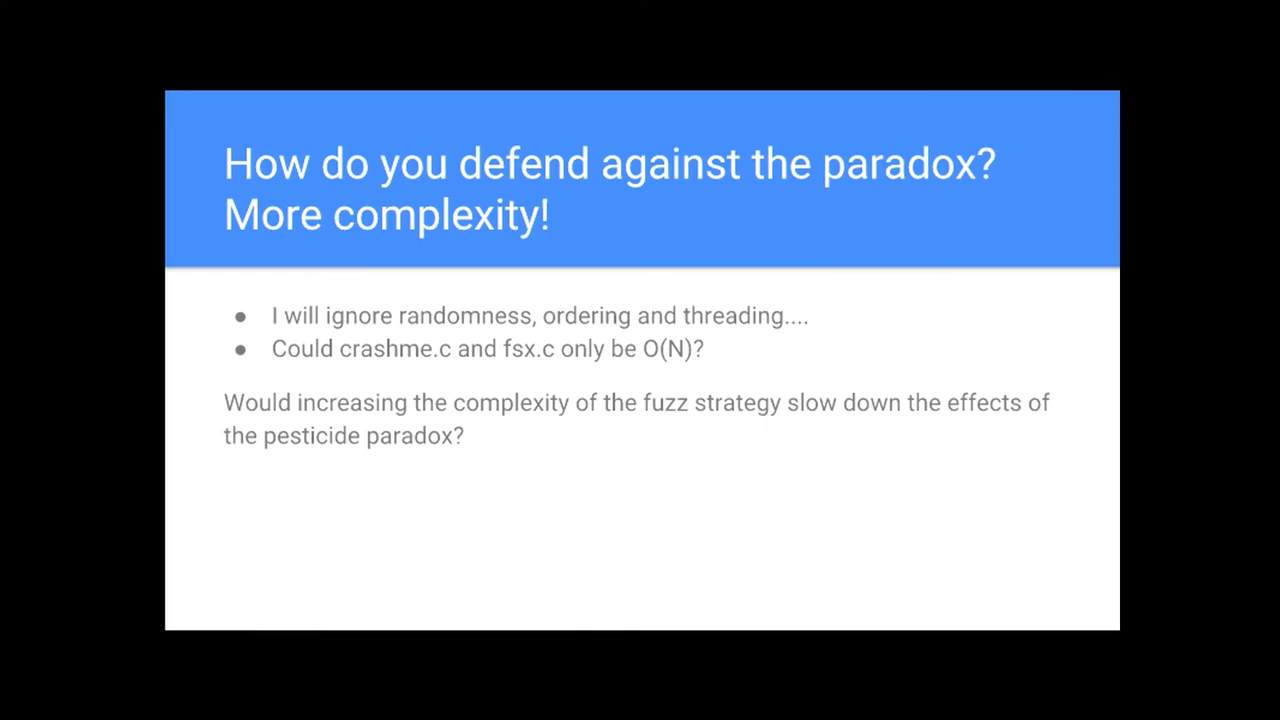 How do you defend against the paradox?
More complexity!
● I will ignore randomness, ordering and threading....
● Could crashme.c and fsx.c only be O(N)?
Would increasing the complexity of the fuzz strategy slow down the effects of
the pesticide paradox?